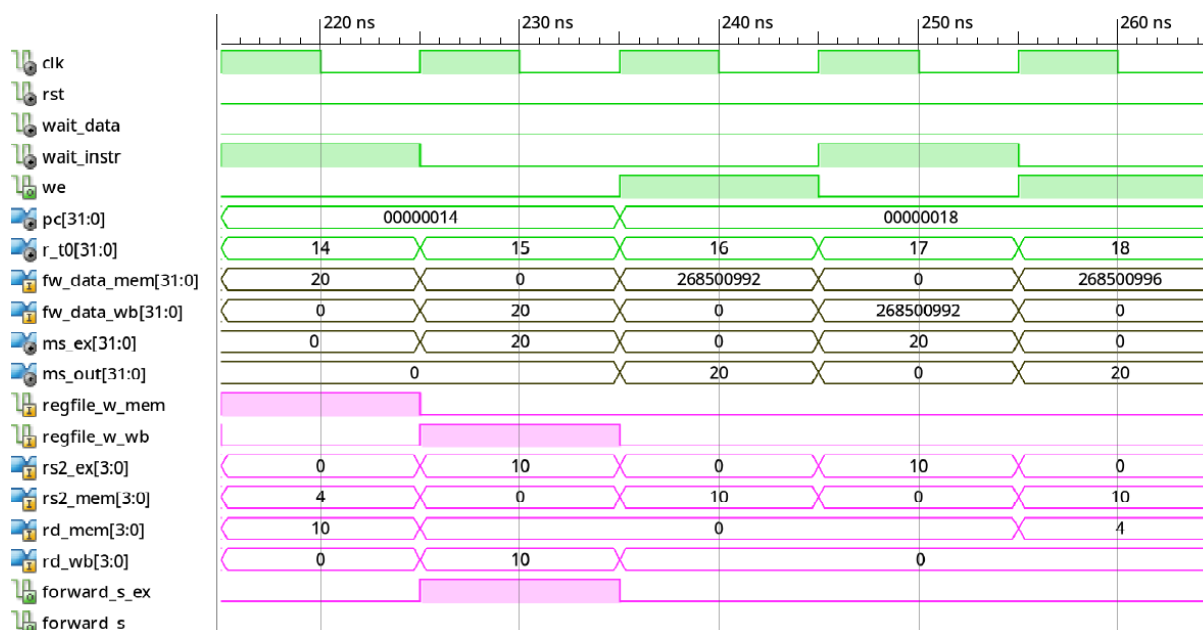 220 ns 230 ns 240 ns 250 ns 260 ns
clk
rst
wait_data
wait_instr
we
pc[31:0] 00000014 00000018
r_t0[31:0] 14 15 16 17 18
fw_data_mem[31:0] 20 0 268500992 0 268500996
fw_data_wb[31:0] 0 20 0 268500992 0
ms_ex[31:0] 0 20 0 20 0
ms_out[31:0] 0 20 0 20
regfile_w_mem
regfile_w_wb
rs2_ex[3:0] 0 10 0 10 0
rs2_mem[3:0] 4 0 10 0 10
rd_mem[3:0] 10 0 4
rd_wb[3:0] 0 10 0
forward_s_ex
forward_s